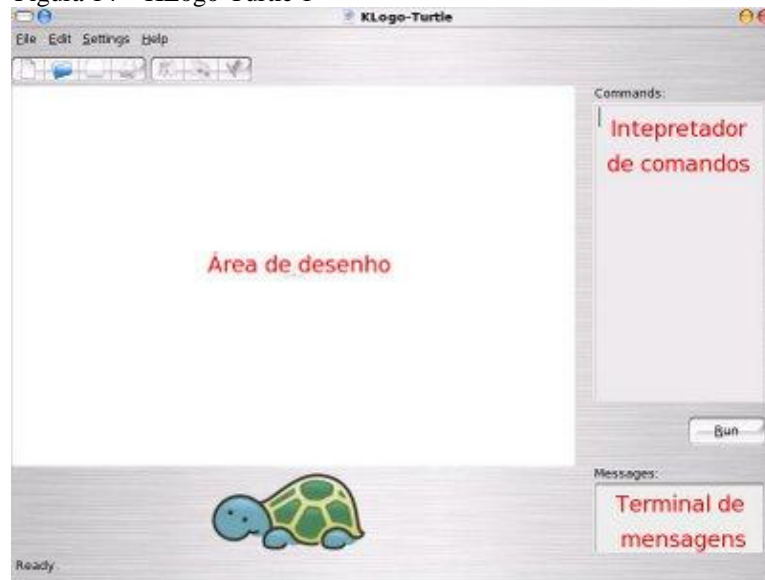 KLogo-Turtle
File Edit Settings Help
Commands:
Intepretador
de comandos
Área de desenho
Run
Messages:
Terminal de
mensagens
Ready.